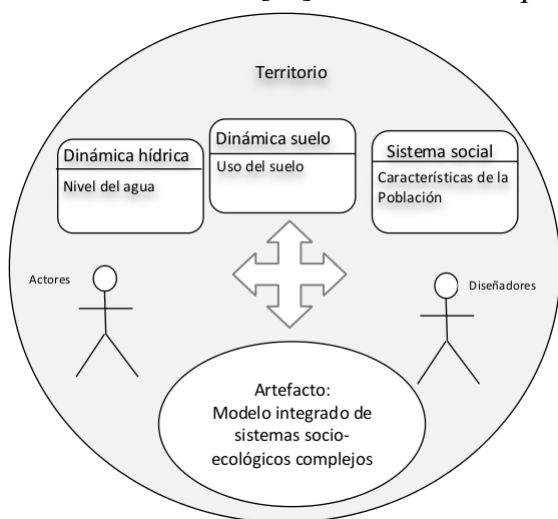 Territorio
Dinámica hídrica
Nivel del agua
Dinámica suelo
Uso del suelo
Sistema social
Características de la
Población
Actores
Diseñadores
Artefacto:
Modelo integrado de
sistemas socio-
ecológicos complejos